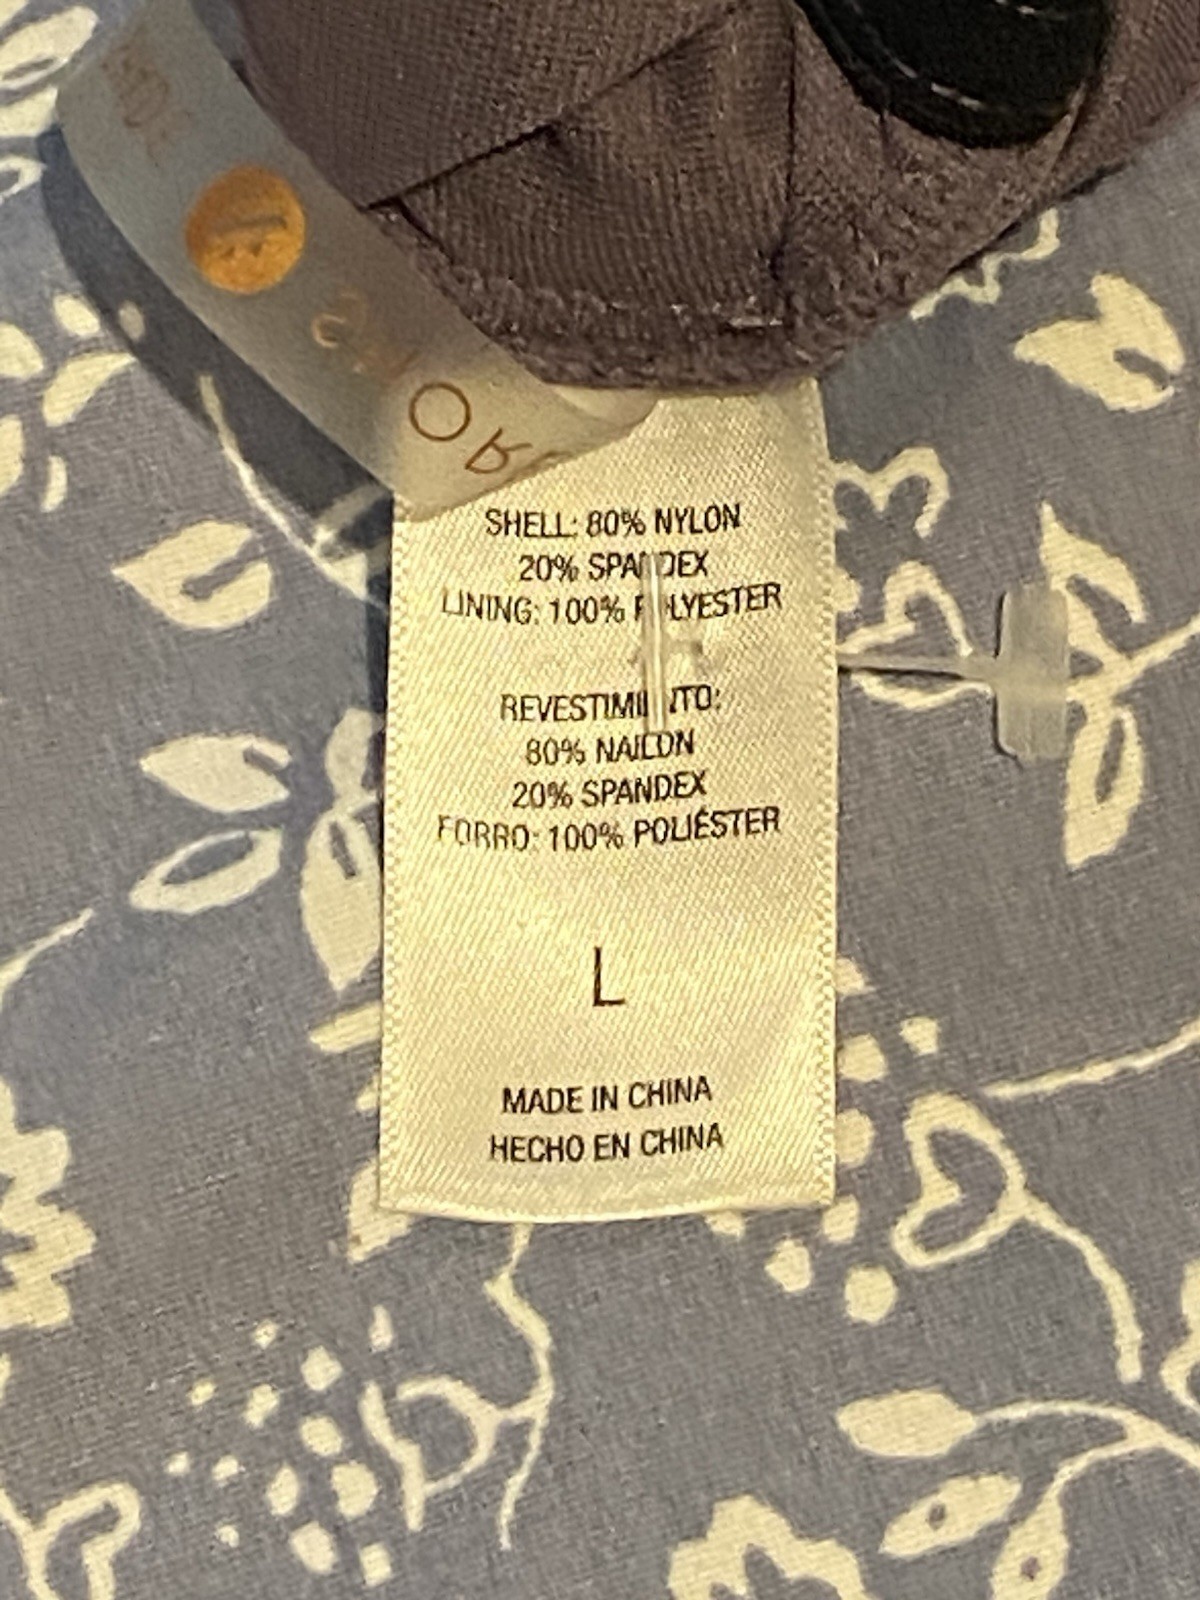 SHELL: 80% NYLON
20% SPANDEX
LINING: 100% POLYESTER
REVESTIMIENTO:
80% NAILON
20% SPANDEX
FORRO: 100% POLIÉSTER
L
MADE IN CHINA
HECHO EN CHINA